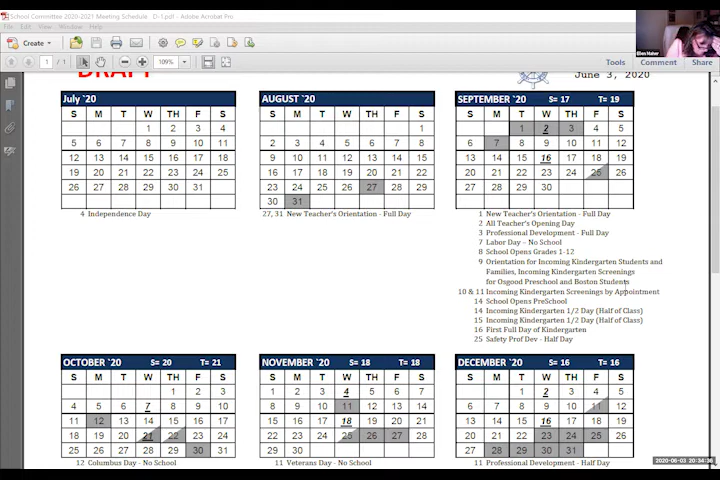 School Committee 2020-2021 Meeting Schedule D-1.pdf - Adobe Acrobat Pro
File Edit View Window Help
Create
1 / 1 109% Tools Comment Share
Ellen Maher
DRAFT June 3, 2020
July `20
S M T W TH F S
1 2 3 4
5 6 7 8 9 10 11
12 13 14 15 16 17 18
19 20 21 22 23 24 25
26 27 28 29 30 31
4 Independence Day
AUGUST `20
S M T W TH F S
1
2 3 4 5 6 7 8
9 10 11 12 13 14 15
16 17 18 19 20 21 22
23 24 25 26 27 28 29
30 31
27, 31 New Teacher's Orientation - Full Day
SEPTEMBER `20 S= 17 T= 19
S M T W TH F S
1 2 3 4 5
6 7 8 9 10 11 12
13 14 15 16 17 18 19
20 21 22 23 24 25 26
27 28 29 30
1 New Teacher's Orientation - Full Day
2 All Teacher's Opening Day
3 Professional Development - Full Day
7 Labor Day – No School
8 School Opens Grades 1-12
9 Orientation for Incoming Kindergarten Students and
Families, Incoming Kindergarten Screenings
for Osgood Preschool and Boston Students
10 & 11 Incoming Kindergarten Screenings by Appointment
14 School Opens PreSchool
14 Incoming Kindergarten 1/2 Day (Half of Class)
15 Incoming Kindergarten 1/2 Day (Half of Class)
16 First Full Day of Kindergarten
25 Safety Prof Dev - Half Day
OCTOBER `20 S= 20 T= 21
S M T W TH F S
1 2 3
4 5 6 7 8 9 10
11 12 13 14 15 16 17
18 19 20 21 22 23 24
25 26 27 28 29 30 31
12 Columbus Day - No School
NOVEMBER `20 S= 18 T= 18
S M T W TH F S
1 2 3 4 5 6 7
8 9 10 11 12 13 14
15 16 17 18 19 20 21
22 23 24 25 26 27 28
29 30
11 Veterans Day - No School
DECEMBER `20 S= 16 T= 16
S M T W TH F S
1 2 3 4 5
6 7 8 9 10 11 12
13 14 15 16 17 18 19
20 21 22 23 24 25 26
27 28 29 30 31
11 Professional Development - Half Day